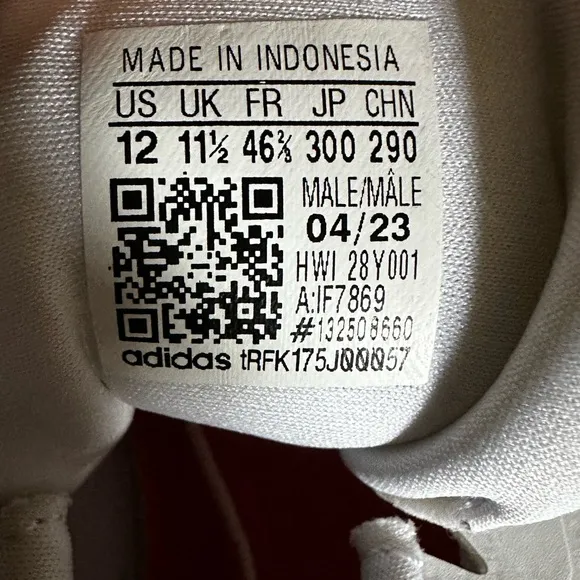 MADE IN INDONESIA
US UK FR JP CHN
12 11½ 46⅔ 300 290
MALE/MÂLE
04/23
HWI 28Y001
A:IF7869
#132508660
adidas tRFK175J00057